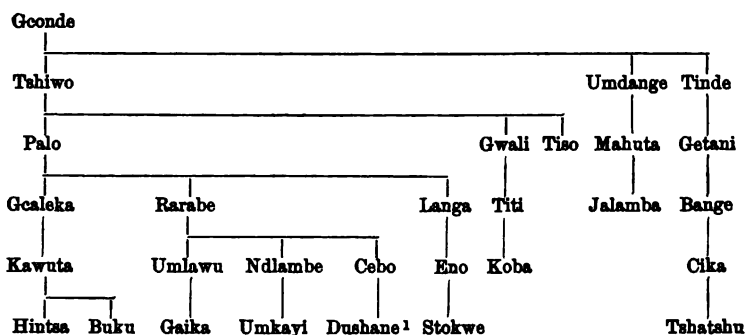 Gconde
Tshiwo Umdange Tinde
Palo Gwali Tiso Mahuta Getani
Gcaleka Rarabe Langa Titi Jalamba Bange
Kawuta Umlawu Ndlambe Cebo Eno Koba Cika
Hintsa Buku Gaika Umkayi Dushane¹ Stokwe Tshatshu